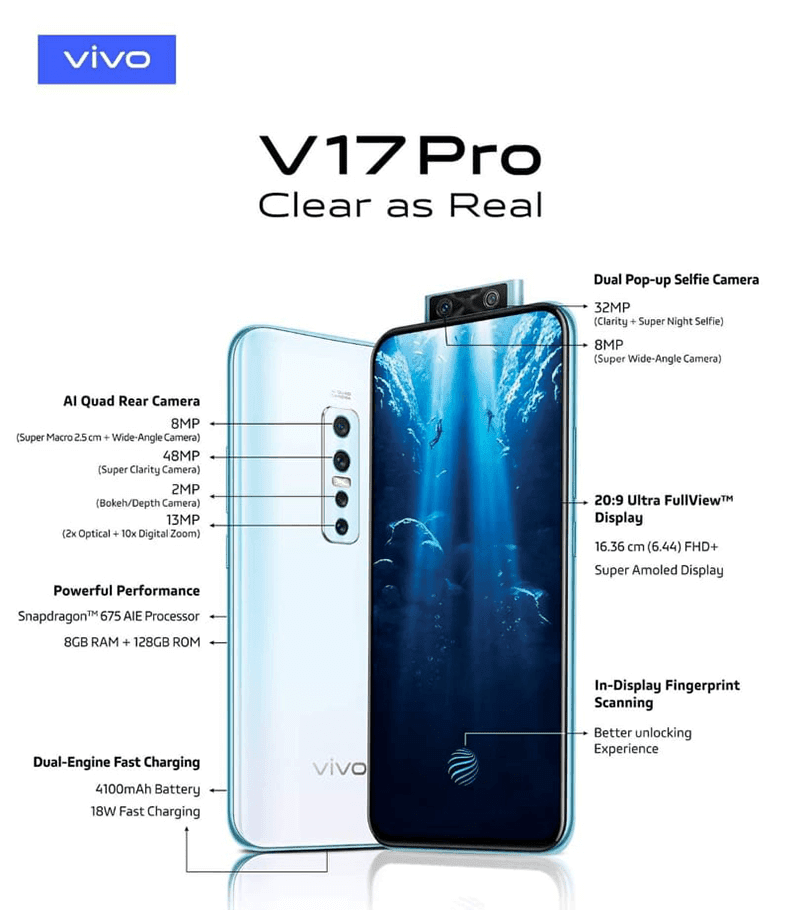 vivo
V17 Pro
Clear as Real
Dual Pop-up Selfie Camera
32MP
(Clarity + Super Night Selfie)
8MP
(Super Wide-Angle Camera)
AI Quad Rear Camera
8MP
(Super Macro 2.5 cm + Wide-Angle Camera)
48MP
(Super Clarity Camera)
2MP
(Bokeh/Depth Camera)
13MP
(2x Optical + 10x Digital Zoom)
20:9 Ultra FullView™
Display
16.36 cm (6.44) FHD+
Super Amoled Display
Powerful Performance
Snapdragon™ 675 AIE Processor
8GB RAM + 128GB ROM
In-Display Fingerprint
Scanning
Better unlocking
Experience
Dual-Engine Fast Charging
4100mAh Battery
18W Fast Charging
vivo